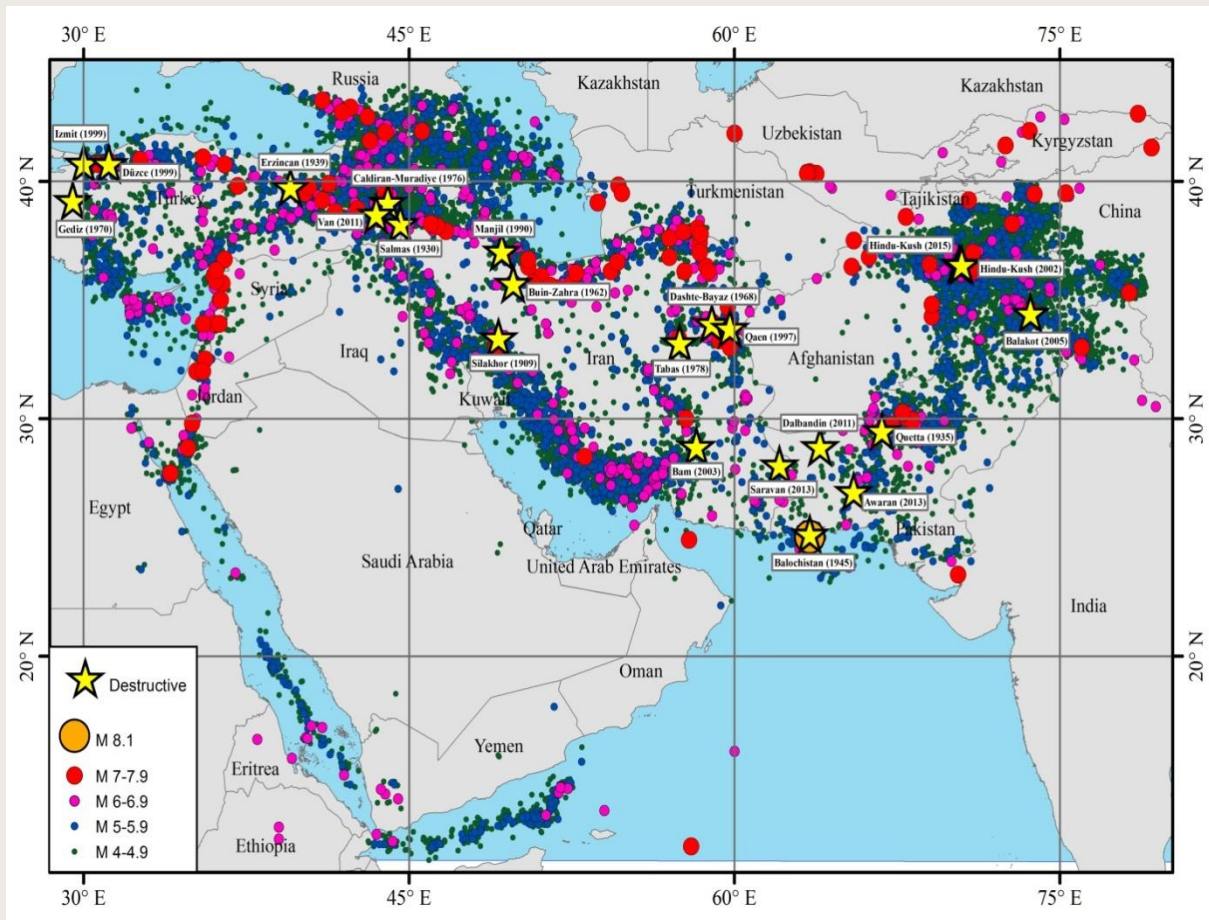 30° E
45° E
60° E
75° E
Russia
Kazakhstan
Kazakhstan
Izmit (1999)
Erzincan (1939)
Uzbekistan
Kyrgyzstan
40° N
Düzce (1999)
Caldiran-Muradiye (1976)
Turkmenistan
Tajikistan
40° N
Turkey
China
Gediz (1970)
Van (2011)
Salmas (1930)
Manjil (1990)
Hindu-Kush (2015)
Hindu-Kush (2002)
Syria
Buin-Zahra (1962)
Dashte-Bayaz (1968)
Iraq
Silakhor (1909)
Iran
Tabas (1978)
Qaen (1997)
Afghanistan
Balakot (2005)
Jordan
Kuwait
30° N
30° N
Dalbandin (2011)
Quetta (1935)
Bam (2003)
Saravan (2013)
Awaran (2013)
Egypt
Qatar
Pakistan
Saudi Arabia
United Arab Emirates
Balochistan (1945)
India
20° N
Oman
20° N
Destructive
M 8.1
M 7-7.9
M 6-6.9
M 5-5.9
M 4-4.9
Yemen
Eritrea
Ethiopia
30° E
45° E
60° E
75° E